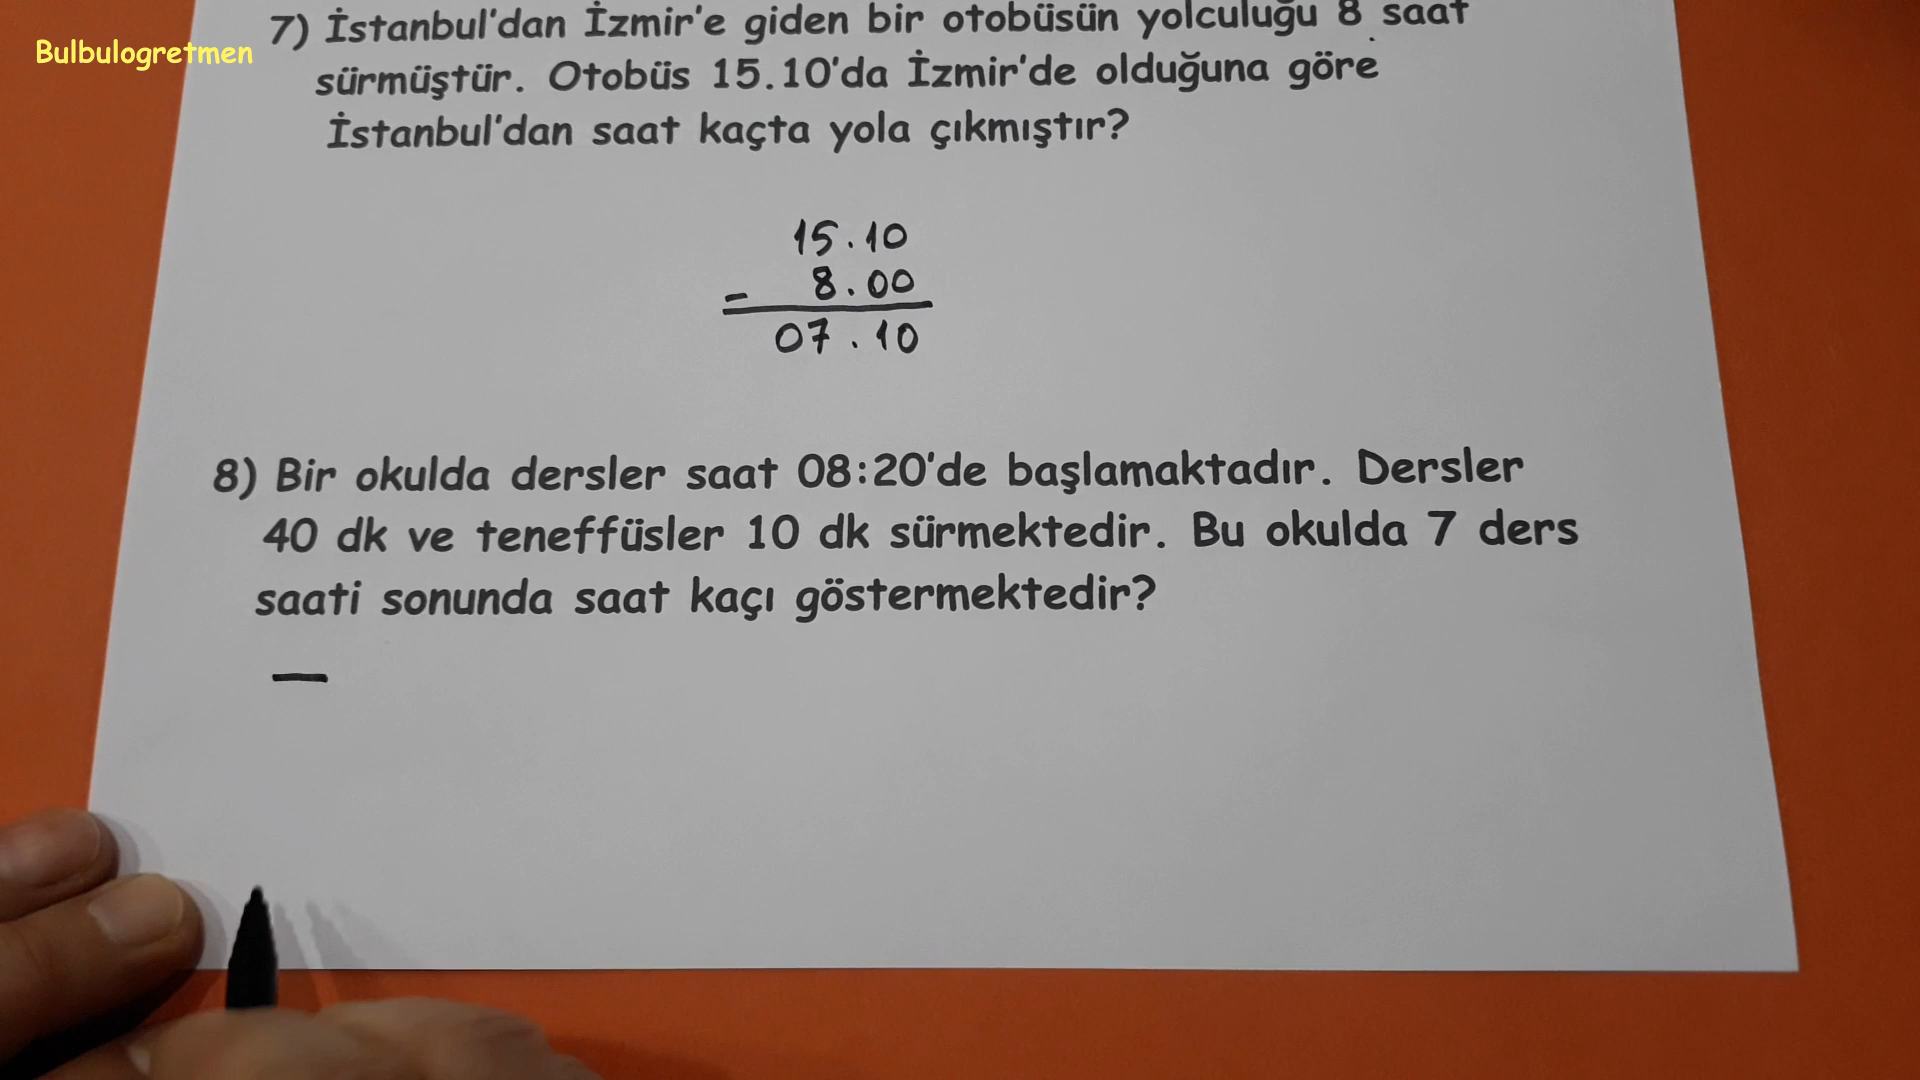 Bulbulogretmen
7) İstanbul'dan İzmir'e giden bir otobüsün yolculuğu 8 saat
sürmüştür. Otobüs 15.10'da İzmir'de olduğuna göre
İstanbul'dan saat kaçta yola çıkmıştır?
15.10
- 8.00
07.10
8) Bir okulda dersler saat 08:20'de başlamaktadır. Dersler
40 dk ve teneffüsler 10 dk sürmektedir. Bu okulda 7 ders
saati sonunda saat kaçı göstermektedir?